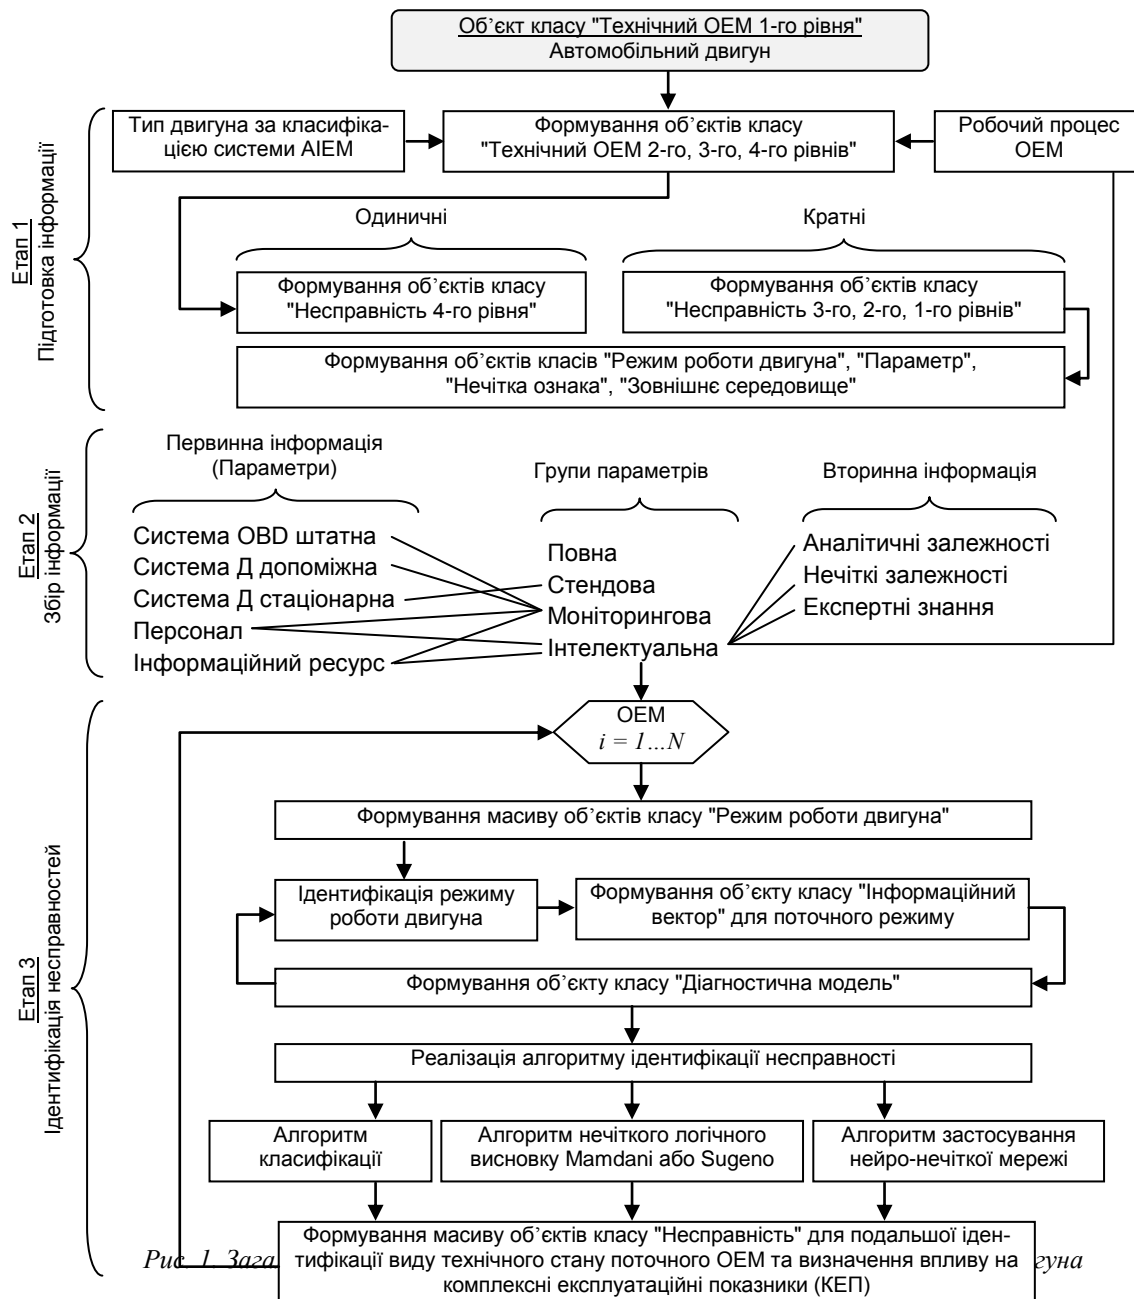 Об’єкт класу "Технічний ОЕМ 1-го рівня"
Автомобільний двигун
Етап 1
Підготовка інформації
Тип двигуна за класифіка-
цією системи АІЕМ
Формування об’єктів класу
"Технічний ОЕМ 2-го, 3-го, 4-го рівнів"
Робочий процес
ОЕМ
Одиничні
Кратні
Формування об’єктів класу
"Несправність 4-го рівня"
Формування об’єктів класу
"Несправність 3-го, 2-го, 1-го рівнів"
Формування об’єктів класів "Режим роботи двигуна", "Параметр",
"Нечітка ознака", "Зовнішнє середовище"
Етап 2
Збір інформації
Первинна інформація
(Параметри)
Система OBD штатна
Система Д допоміжна
Система Д стаціонарна
Персонал
Інформаційний ресурс
Групи параметрів
Повна
Стендова
Моніторингова
Інтелектуальна
Вторинна інформація
Аналітичні залежності
Нечіткі залежності
Експертні знання
Етап 3
Ідентифікація несправностей
ОЕМ
i = 1...N
Формування масиву об’єктів класу "Режим роботи двигуна"
Ідентифікація режиму
роботи двигуна
Формування об’єкту класу "Інформаційний
вектор" для поточного режиму
Формування об’єкту класу "Діагностична модель"
Реалізація алгоритму ідентифікації несправності
Алгоритм
класифікації
Алгоритм нечіткого логічного
висновку Mamdani або Sugeno
Алгоритм застосування
нейро-нечіткої мережі
Формування масиву об’єктів класу "Несправність" для подальшої іден-
тифікації виду технічного стану поточного ОЕМ та визначення впливу на
комплексні експлуатаційні показники (КЕП)
Рис. 1.